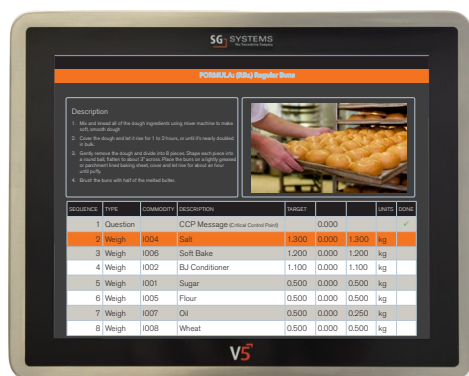 SG SYSTEMS
The Traceability Company
FORMULA: (RBs) Regular Buns
Description
1. Mix and knead all of the dough ingredients using mixer machine to make
soft, smooth dough
2. Cover the dough and let it rise for 1 to 2 hours, or until it's nearly doubled
in bulk.
3. Gently remove the dough and divide into 8 pieces. Shape each piece into
a round ball, flatten to about 3" across. Place the buns on a lightly greased
or parchment lined baking sheet, cover and let rise for about an hour
until puffy.
4. Brush the buns with half of the melted butter.
SEQUENCE TYPE COMMODITY DESCRIPTION TARGET UNITS DONE
1 Question CCP Message (Critical Control Point) 0.000 ✓
2 Weigh I004 Salt 1.300 0.000 1.300 kg
3 Weigh I006 Soft Bake 1.200 0.000 1.200 kg
4 Weigh I002 BJ Conditioner 1.100 0.000 1.100 kg
5 Weigh I001 Sugar 0.500 0.000 0.500 kg
6 Weigh I005 Flour 0.500 0.000 0.500 kg
7 Weigh I007 Oil 0.500 0.000 0.250 kg
8 Weigh I008 Wheat 0.500 0.000 0.500 kg
V5